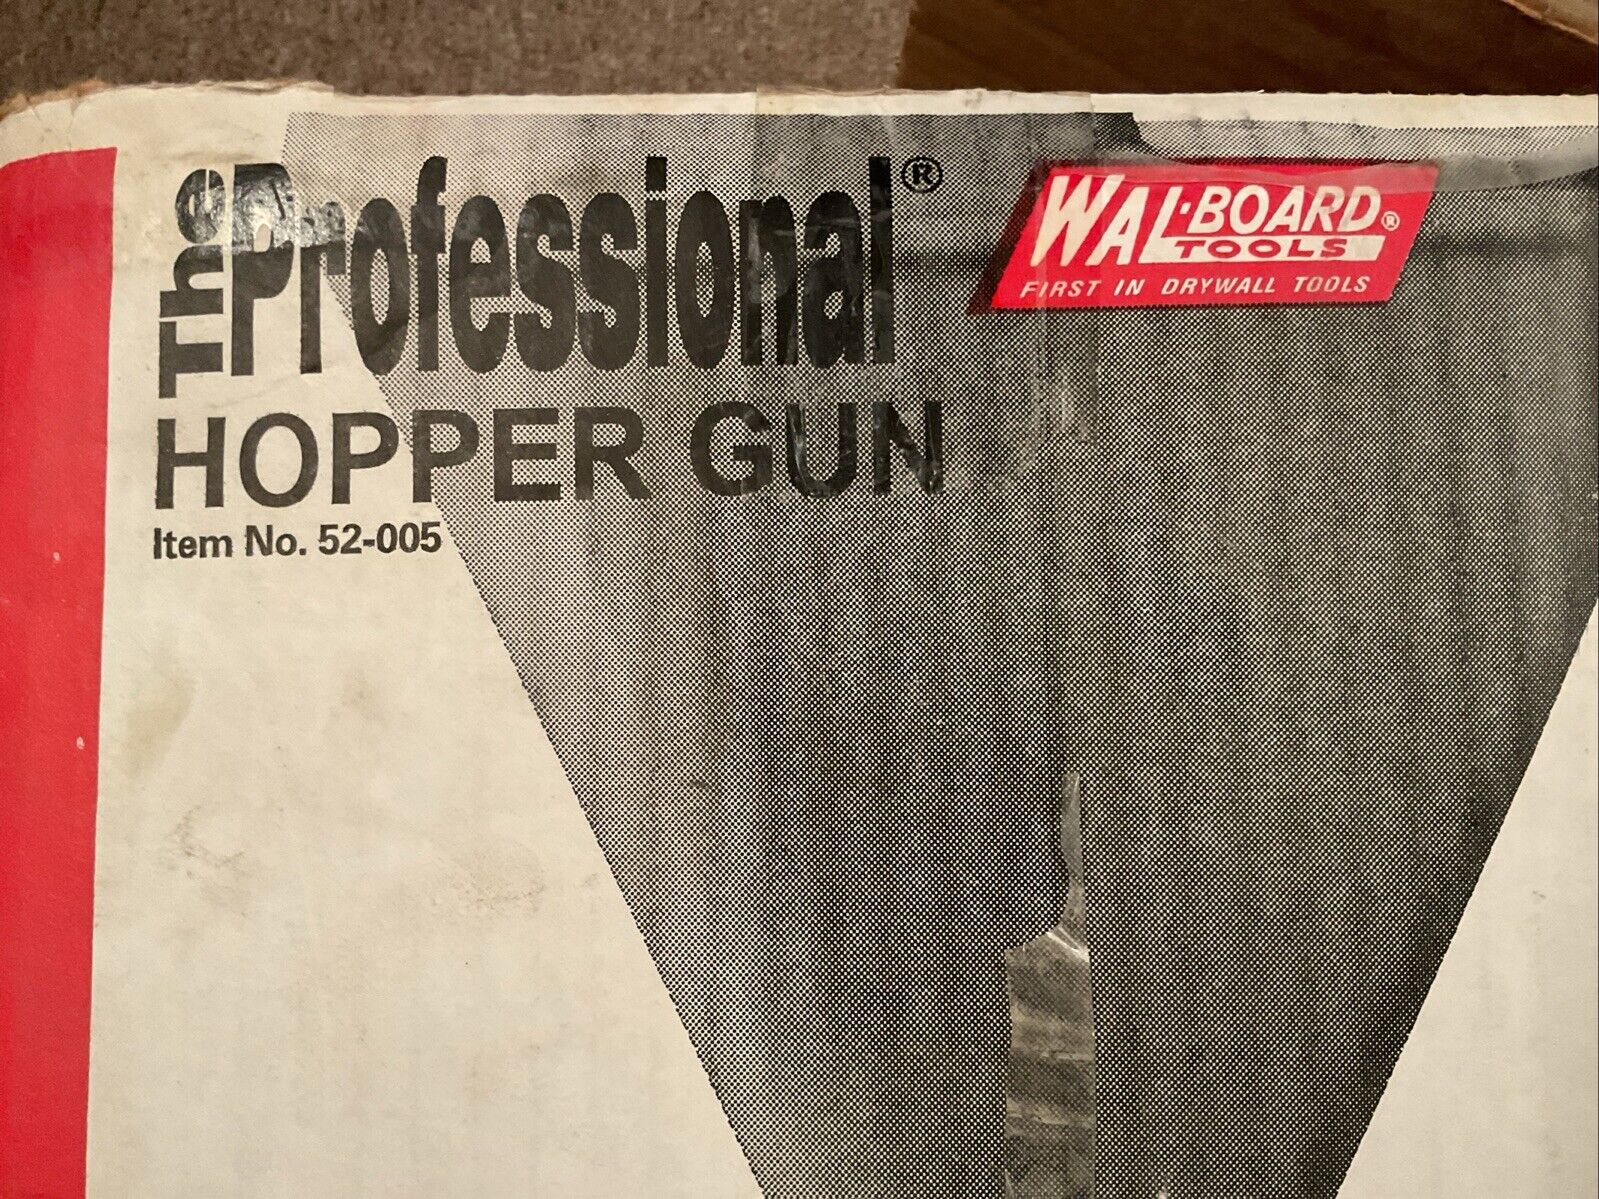 The Professional®
HOPPER GUN
Item No. 52-005
WAL·BOARD®
TOOLS
FIRST IN DRYWALL TOOLS